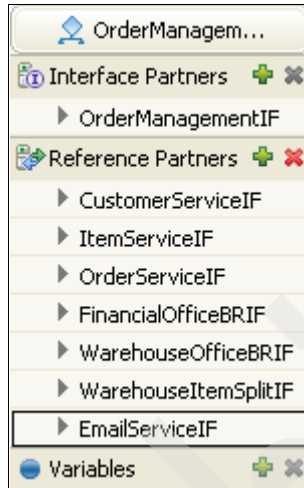 OrderManagem...
Interface Partners
OrderManagementIF
Reference Partners
CustomerServiceIF
ItemServiceIF
OrderServiceIF
FinancialOfficeBRIF
WarehouseOfficeBRIF
WarehouseItemSplitIF
EmailServiceIF
Variables